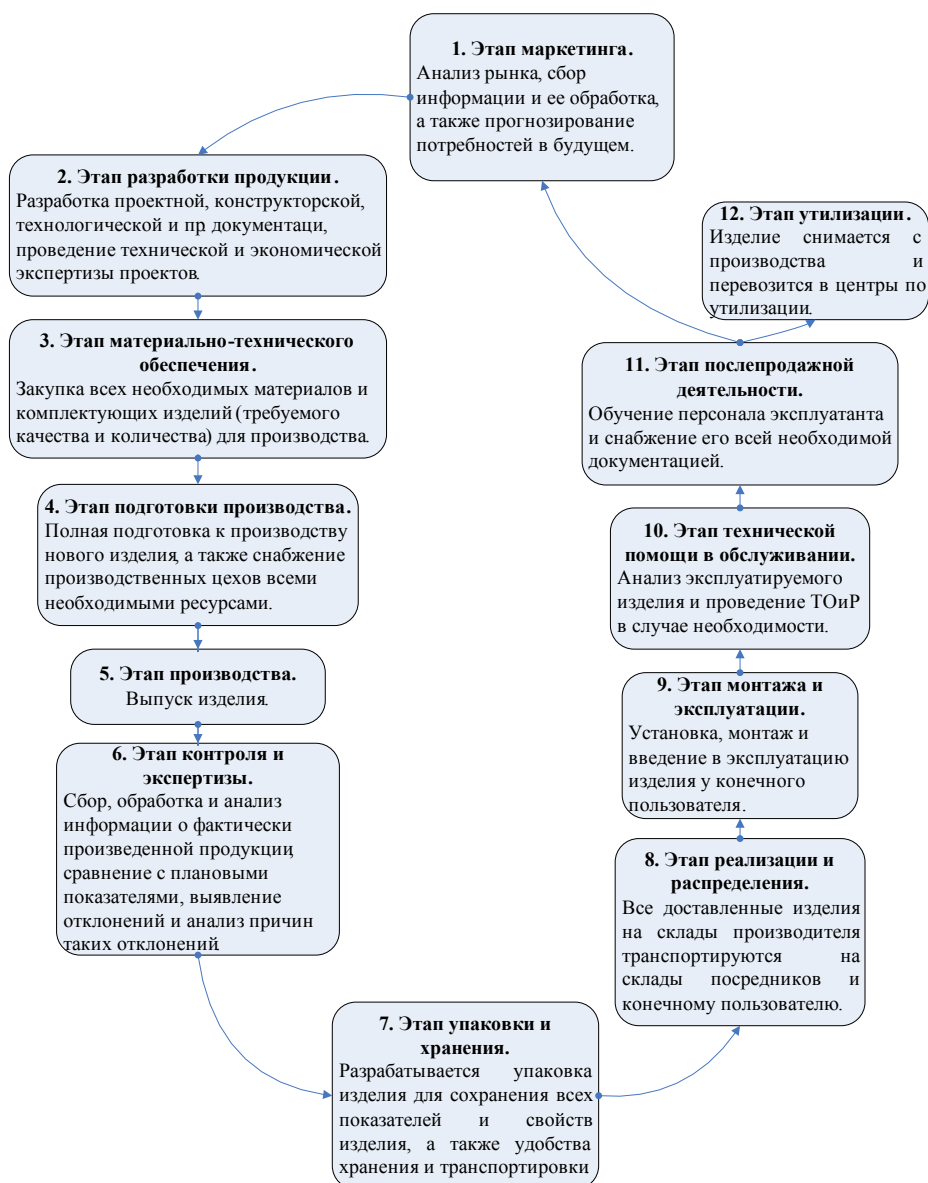 1. Этап маркетинга.
Анализ рынка, сбор
информации и ее обработка,
а также прогнозирование
потребностей в будущем.
2. Этап разработки продукции.
Разработка проектной, конструкторской,
технологической и пр. документаци,
проведение технической и экономической
экспертизы проектов.
3. Этап материально-технического
обеспечения.
Закупка всех необходимых материалов и
комплектующих изделий (требуемого
качества и количества) для производства.
4. Этап подготовки производства.
Полная подготовка к производству
нового изделия, а также снабжение
производственных цехов всеми
необходимыми ресурсами.
5. Этап производства.
Выпуск изделия.
6. Этап контроля и
экспертизы.
Сбор, обработка и анализ
информации о фактически
произведенной продукции,
сравнение с плановыми
показателями, выявление
отклонений и анализ причин
таких отклонений
7. Этап упаковки и
хранения.
Разрабатывается упаковка
изделия для сохранения всех
показателей и свойств
изделия, а также удобства
хранения и транспортировки
8. Этап реализации и
распределения.
Все доставленные изделия
на склады производителя
транспортируются на
склады посредников и
конечному пользователю.
9. Этап монтажа и
эксплуатации.
Установка, монтаж и
введение в эксплуатацию
изделия у конечного
пользователя.
10. Этап технической
помощи в обслуживании.
Анализ эксплуатируемого
изделия и проведение ТОиР
в случае необходимости.
11. Этап послепродажной
деятельности.
Обучение персонала эксплуатанта
и снабжение его всей необходимой
документацией.
12. Этап утилизации.
Изделие снимается с
производства и
перевозится в центры по
утилизации.